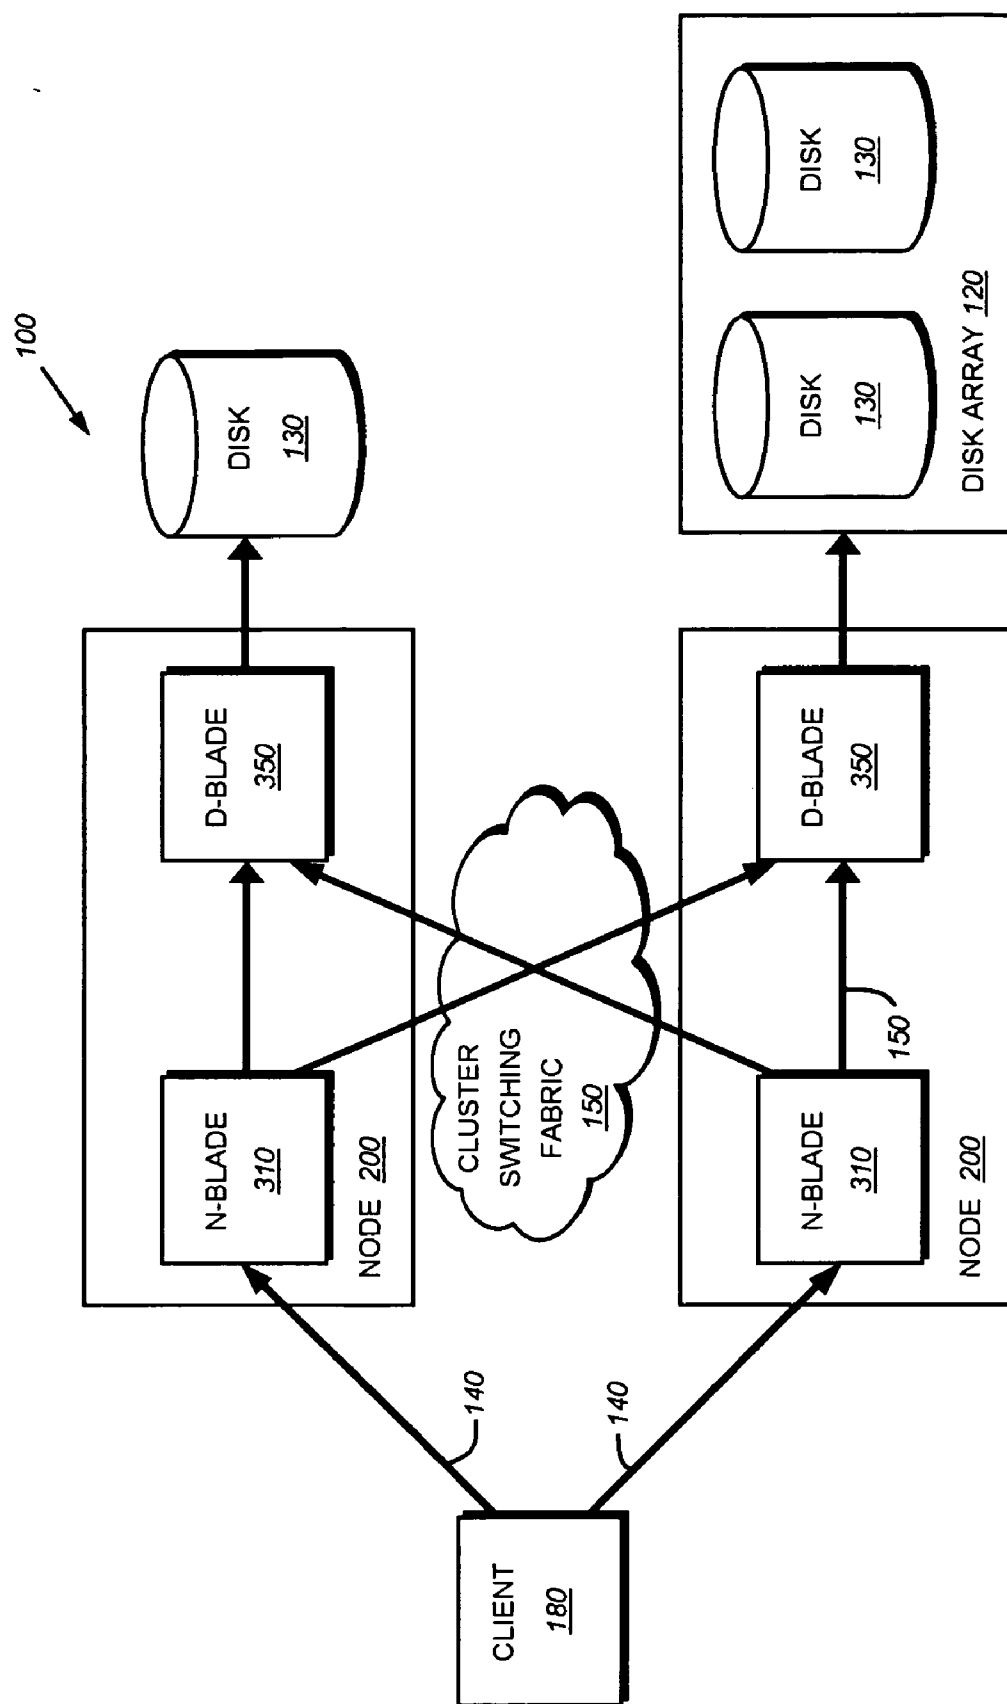 100
CLIENT
180
140
140
N-BLADE
310
D-BLADE
350
NODE 200
DISK
130
CLUSTER
SWITCHING
FABRIC
150
N-BLADE
310
150
D-BLADE
350
NODE 200
DISK
130
DISK
130
DISK ARRAY 120